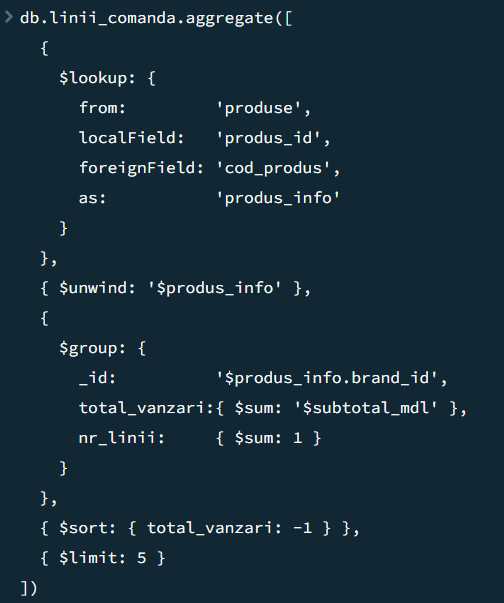 > db.linii_comanda.aggregate([
  {
    $lookup: {
      from:         'produse',
      localField:   'produs_id',
      foreignField: 'cod_produs',
      as:           'produs_info'
    }
  },
  { $unwind: '$produs_info' },
  {
    $group: {
      _id:          '$produs_info.brand_id',
      total_vanzari:{ $sum: '$subtotal_mdl' },
      nr_linii:     { $sum: 1 }
    }
  },
  { $sort: { total_vanzari: -1 } },
  { $limit: 5 }
])